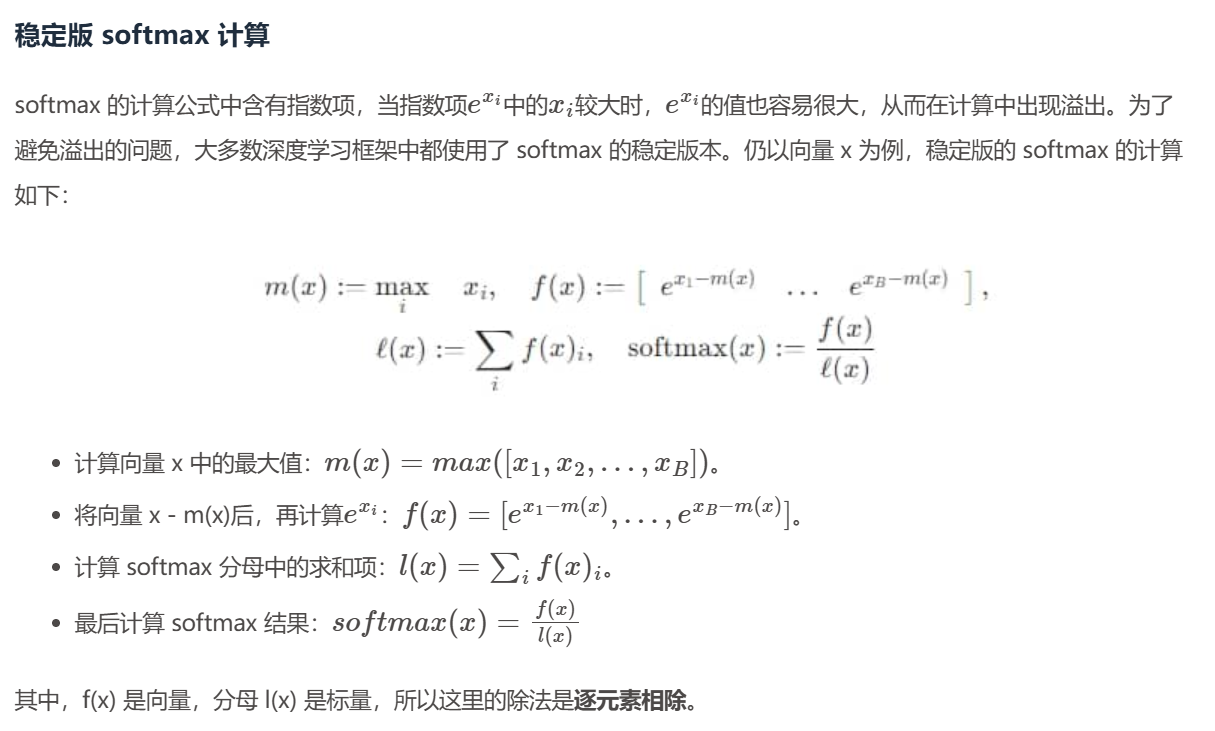 稳定版 softmax 计算
softmax 的计算公式中含有指数项，当指数项$e^{x_i}$中的$x_i$较大时，$e^{x_i}$的值也容易很大，从而在计算中出现溢出。为了
避免溢出的问题，大多数深度学习框架中都使用了 softmax 的稳定版本。仍以向量 x 为例，稳定版的 softmax 的计算
如下：
$m(x) := \max_i \quad x_i, \quad f(x) := [\ e^{x_1-m(x)} \quad \ldots \quad e^{x_B-m(x)}\ ],$
$\ell(x) := \sum_i f(x)_i, \quad \text{softmax}(x) := \frac{f(x)}{\ell(x)}$
• 计算向量 x 中的最大值：$m(x) = max([x_1, x_2, \ldots, x_B])$。
• 将向量 x - m(x)后，再计算$e^{x_i}$：$f(x) = [e^{x_1-m(x)}, \ldots, e^{x_B-m(x)}]$。
• 计算 softmax 分母中的求和项：$l(x) = \sum_i f(x)_i$。
• 最后计算 softmax 结果：$softmax(x) = \frac{f(x)}{l(x)}$
其中，f(x) 是向量，分母 l(x) 是标量，所以这里的除法是逐元素相除。